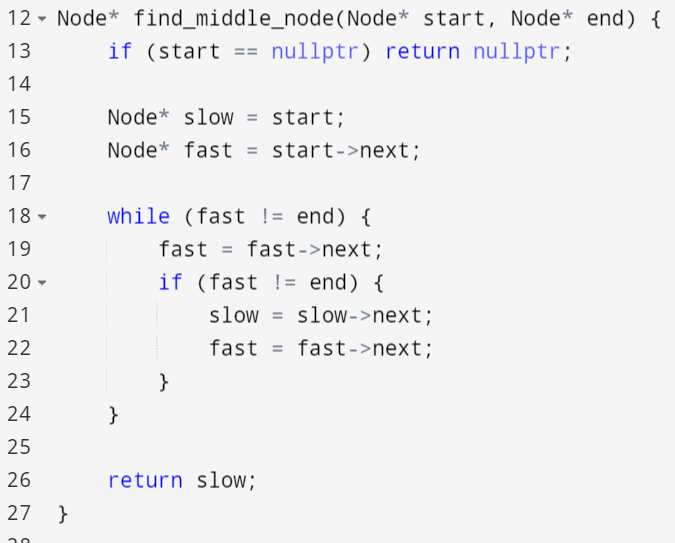 12 Node* find_middle_node(Node* start, Node* end) {
13     if (start == nullptr) return nullptr;
14
15     Node* slow = start;
16     Node* fast = start->next;
17
18     while (fast != end) {
19         fast = fast->next;
20         if (fast != end) {
21             slow = slow->next;
22             fast = fast->next;
23         }
24     }
25
26     return slow;
27 }